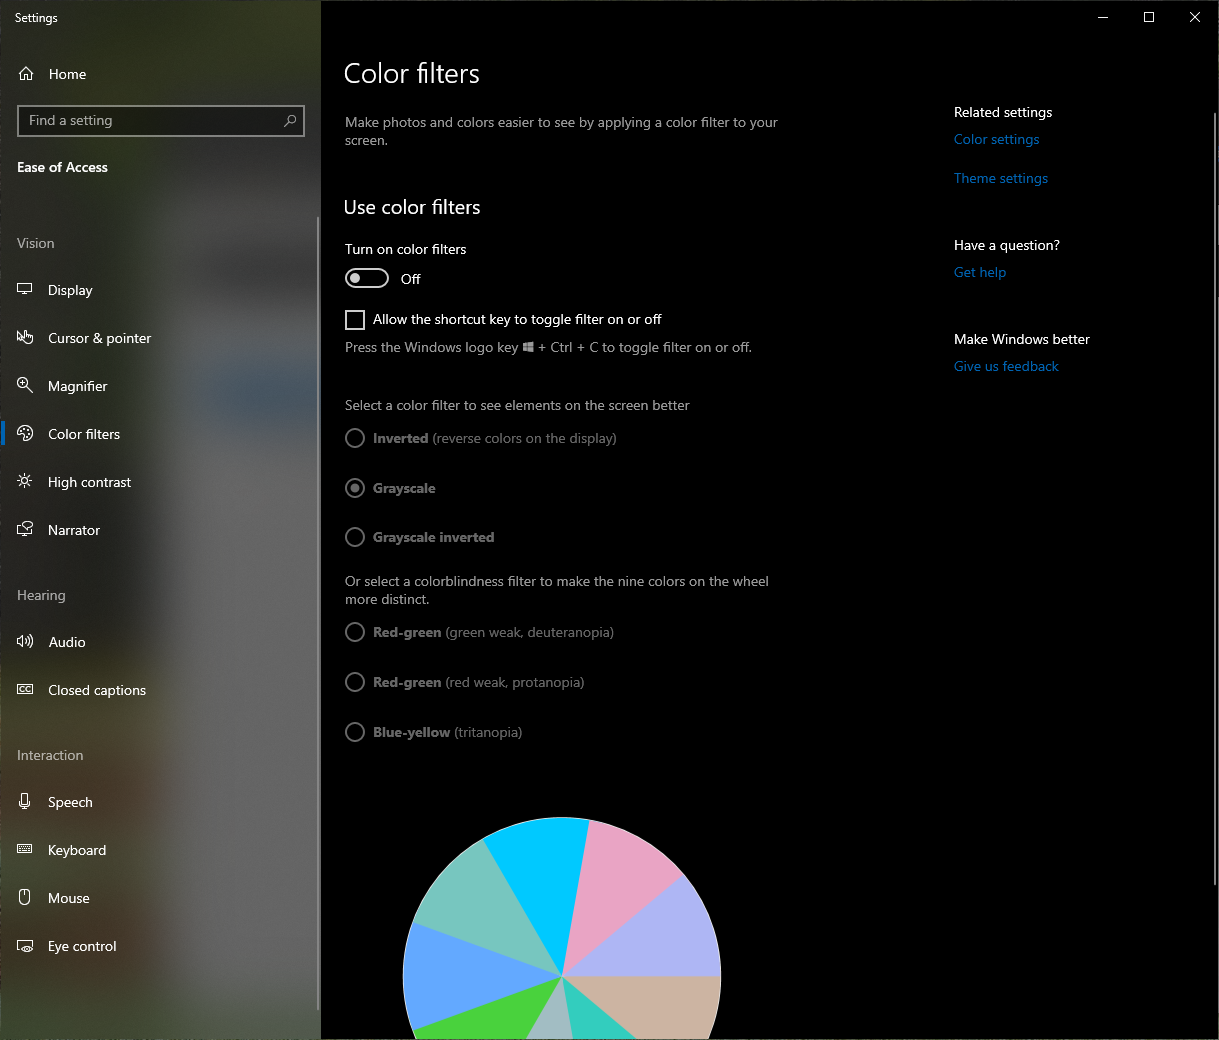 Settings
Home
Find a setting
Ease of Access
Vision
Display
Cursor & pointer
Magnifier
Color filters
High contrast
Narrator
Hearing
Audio
CC
Closed captions
Interaction
Speech
Keyboard
Mouse
Eye control
Color filters
Make photos and colors easier to see by applying a color filter to your
screen.
Use color filters
Turn on color filters
Off
Allow the shortcut key to toggle filter on or off
Press the Windows logo key + Ctrl + C to toggle filter on or off.
Select a color filter to see elements on the screen better
Inverted (reverse colors on the display)
Grayscale
Grayscale inverted
Or select a colorblindness filter to make the nine colors on the wheel
more distinct.
Red-green (green weak, deuteranopia)
Red-green (red weak, protanopia)
Blue-yellow (tritanopia)
Related settings
Color settings
Theme settings
Have a question?
Get help
Make Windows better
Give us feedback